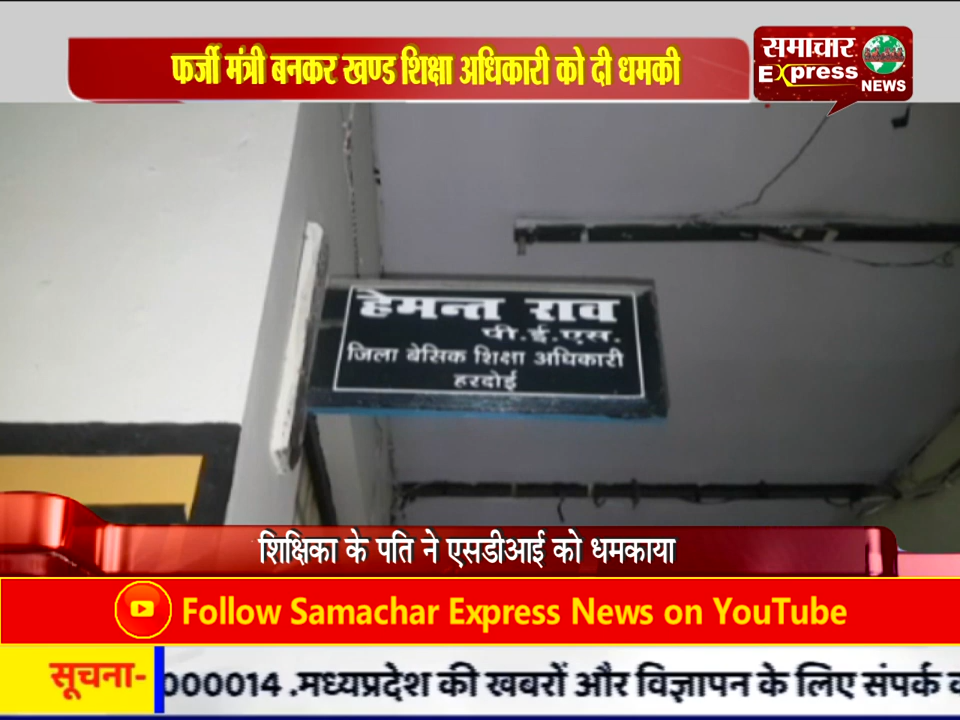 फर्जी मंत्री बनकर खण्ड शिक्षा अधिकारी को दी धमकी
समाचार
Express
NEWS
हेमन्त राव
पी.ई.एस.
जिला बेसिक शिक्षा अधिकारी
हरदोई
शिक्षिका के पति ने एसडीआई को धमकाया
Follow Samachar Express News on YouTube
सूचना- 000014 .मध्यप्रदेश की खबरों और विज्ञापन के लिए संपर्क